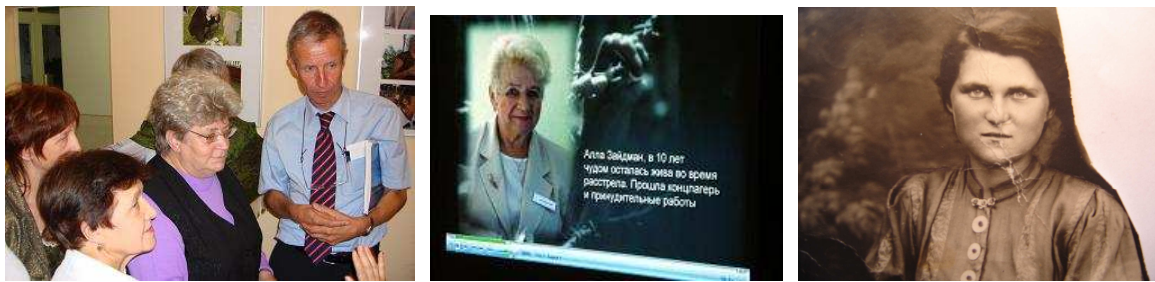 Алла Зайдман, в 10 лет
чудом осталась жива во время
расстрела. Прошла концлагерь
и принудительные работы